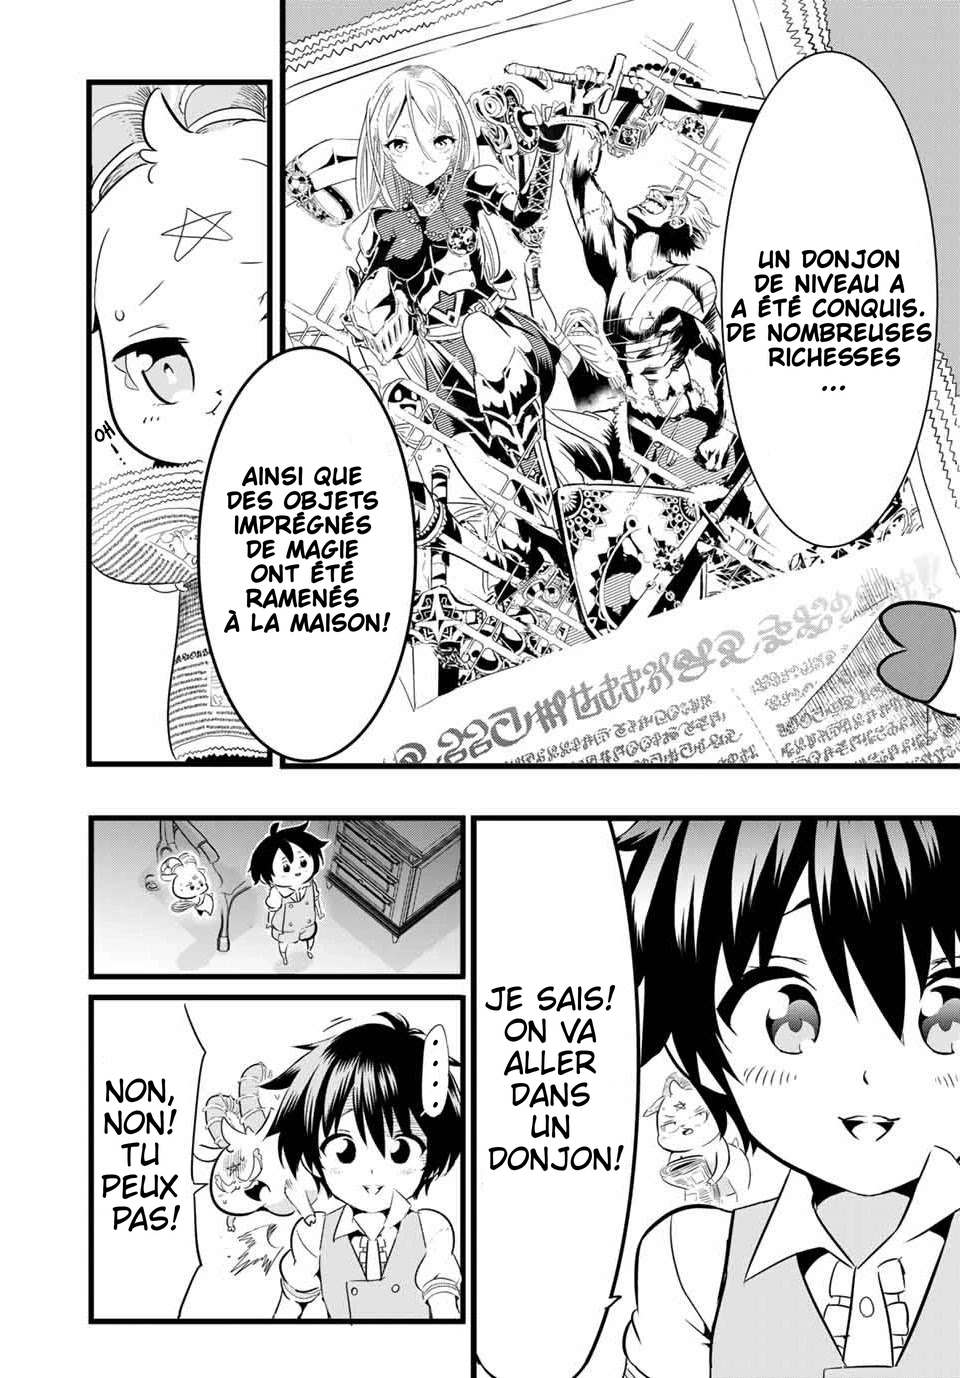 UN DONJON
DE NIVEAU A
A ÉTÉ CONQUIS.
DE NOMBREUSES
RICHESSES
...
AINSI QUE
DES OBJETS
IMPRÉGNÉS
DE MAGIE
ONT ÉTÉ
RAMENÉS
À LA MAISON!
OH
JE SAIS!
ON VA
ALLER
DANS
UN
DONJON!
.....
NON,
NON!
TU
PEUX
PAS!